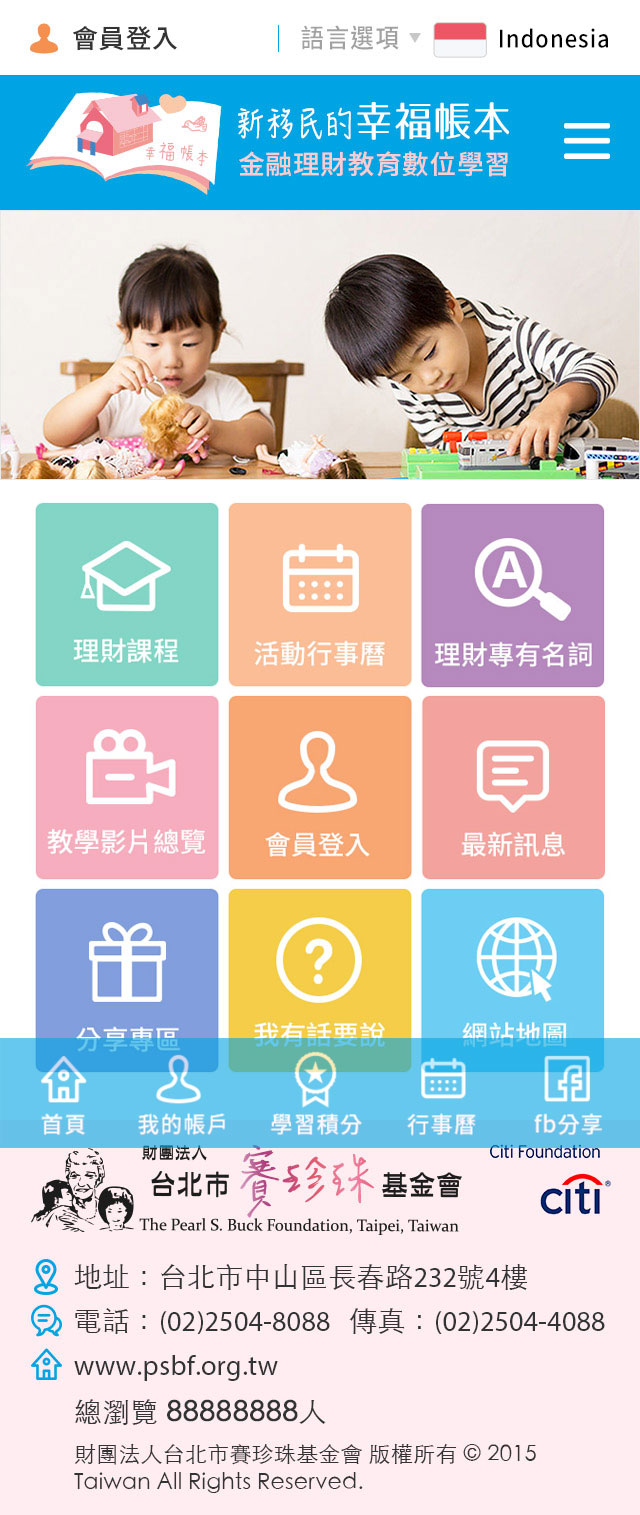 會員登入
語言選項 Indonesia
幸福帳本
新移民的幸福帳本
金融理財教育數位學習
理財課程
活動行事曆
A
理財專有名詞
教學影片總覽
會員登入
最新訊息
分享專區
?
我有話要說
網站地圖
首頁
我的帳戶
學習積分
行事曆
fb分享
財團法人
台北市賽珍珠基金會
The Pearl S. Buck Foundation, Taipei, Taiwan
Citi Foundation
citi®
地址：台北市中山區長春路232號4樓
電話：(02)2504-8088 傳真：(02)2504-4088
www.psbf.org.tw
總瀏覽 88888888人
財團法人台北市賽珍珠基金會 版權所有 © 2015
Taiwan All Rights Reserved.